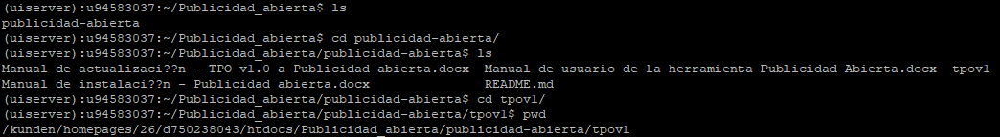 (uiserver):u94583037:~/Publicidad_abierta$ ls
publicidad-abierta
(uiserver):u94583037:~/Publicidad_abierta$ cd publicidad-abierta/
(uiserver):u94583037:~/Publicidad_abierta/publicidad-abierta$ ls
Manual de actualizaci??n - TPO v1.0 a Publicidad abierta.docx  Manual de usuario de la herramienta Publicidad Abierta.docx  tpov1
Manual de instalaci??n - Publicidad abierta.docx               README.md
(uiserver):u94583037:~/Publicidad_abierta/publicidad-abierta$ cd tpov1/
(uiserver):u94583037:~/Publicidad_abierta/publicidad-abierta/tpov1$ pwd
/kunden/homepages/26/d750238043/htdocs/Publicidad_abierta/publicidad-abierta/tpov1